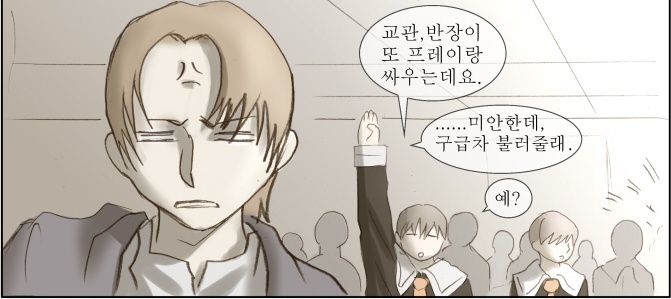 교관, 반장이
또 프레이랑
싸우는데요.
......미안한데,
구급차 불러줄래.
예?